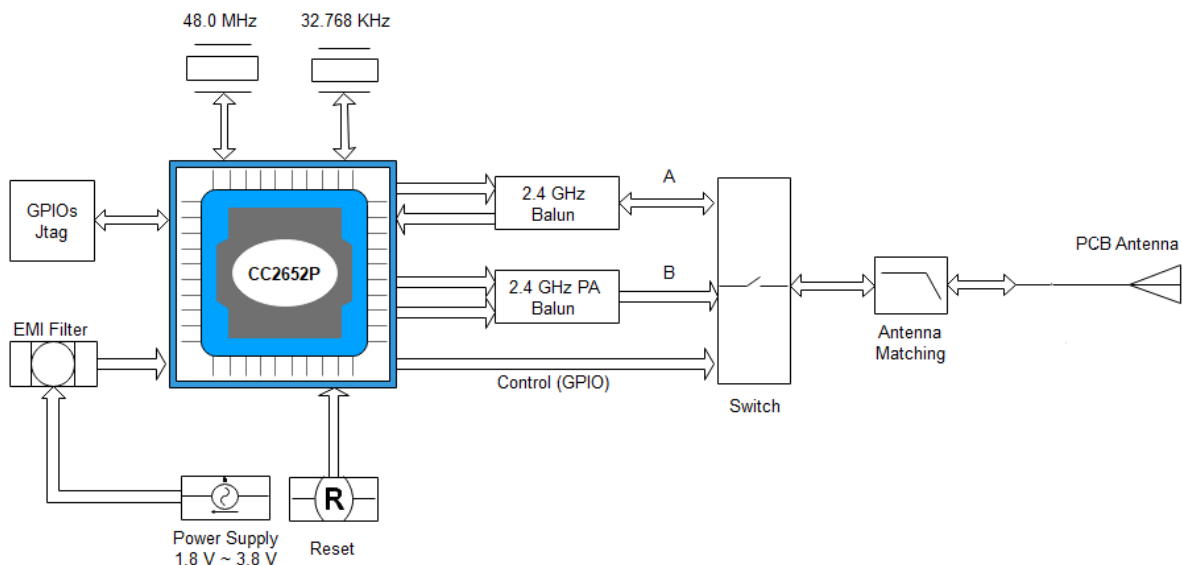 48.0 MHz
32.768 KHz
GPIOs
Jtag
CC2652P
2.4 GHz
Balun
A
2.4 GHz PA
Balun
B
PCB Antenna
EMI Filter
Antenna
Matching
Control (GPIO)
Switch
R
Power Supply
1.8 V ~ 3.8 V
Reset